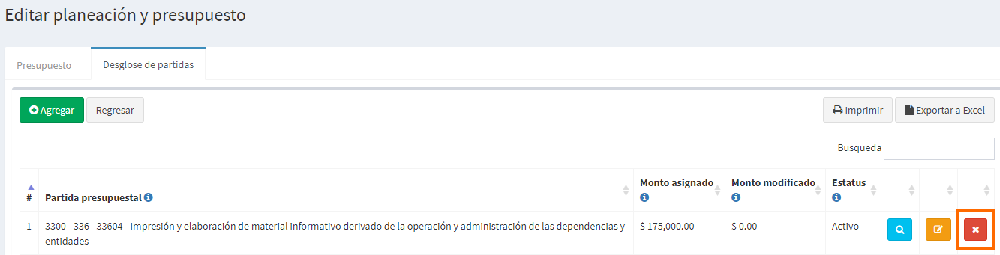 Editar planeación y presupuesto
Presupuesto
Desglose de partidas
Agregar
Regresar
Imprimir
Exportar a Excel
Busqueda
#
Partida presupuestal
Monto asignado
Monto modificado
Estatus
1
3300 - 336 - 33604 - Impresión y elaboración de material informativo derivado de la operación y administración de las dependencias y
entidades
$ 175,000.00
$ 0.00
Activo